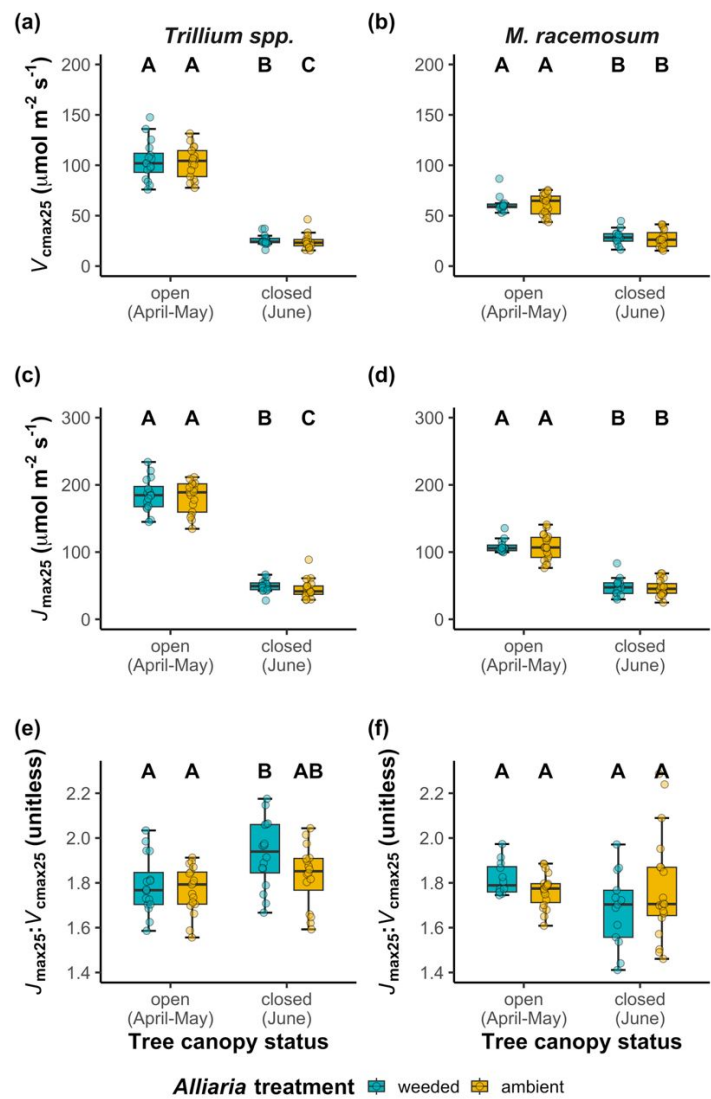 (a)
(b)
Trillium spp.
M. racemosum
Vcmax25 (μmol m-2 s-1)
200
150
100
50
0
A A B C
open
(April-May)
closed
(June)
200
150
100
50
0
A A B B
open
(April-May)
closed
(June)
(c)
(d)
Jmax25 (μmol m-2 s-1)
300
200
100
0
A A B C
open
(April-May)
closed
(June)
300
200
100
0
A A B B
open
(April-May)
closed
(June)
(e)
(f)
Jmax25:Vcmax25 (unitless)
2.2
2.0
1.8
1.6
1.4
A A B AB
open
(April-May)
closed
(June)
Tree canopy status
Jmax25:Vcmax25 (unitless)
2.2
2.0
1.8
1.6
1.4
A A A A
open
(April-May)
closed
(June)
Tree canopy status
Alliaria treatment weeded ambient